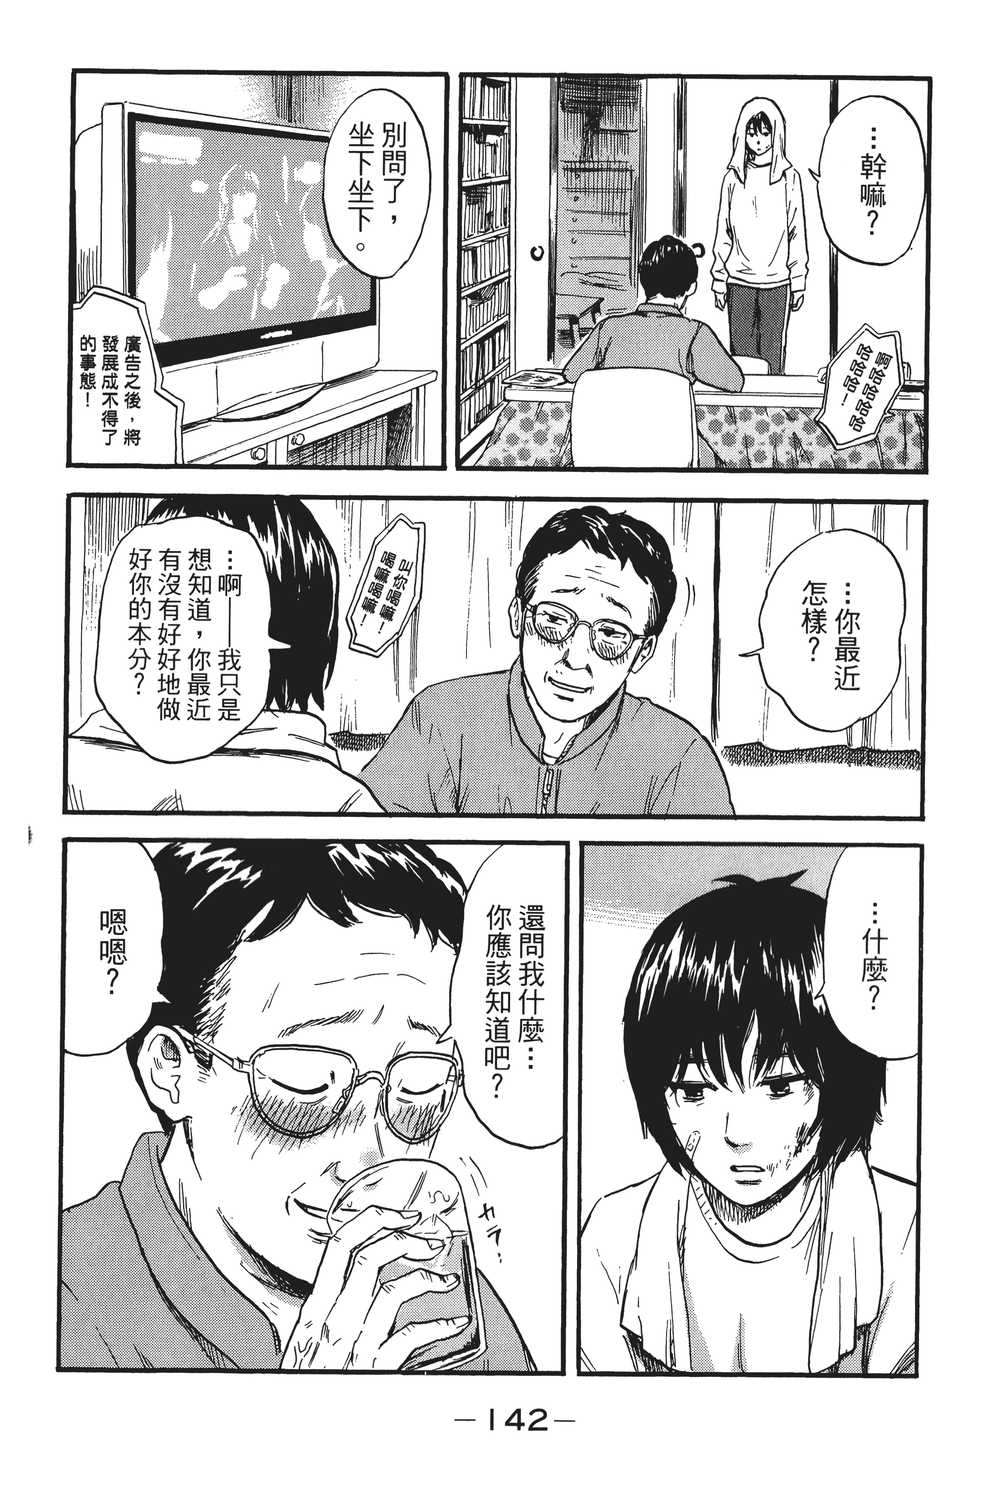 …幹嘛？
啊哈哈哈哈
哈哈哈！
別問了，
坐下坐下。
廣告之後，將
發展成不得了
的事態！
…你最近
怎樣？
叫你喝嘛！
喝嘛喝嘛！
…啊——我只是
想知道，你最近
有沒有好好地做
好你的本分？
…什麼？
還問我什麼…
你應該知道吧？
カラ…
嗯嗯？
—142—